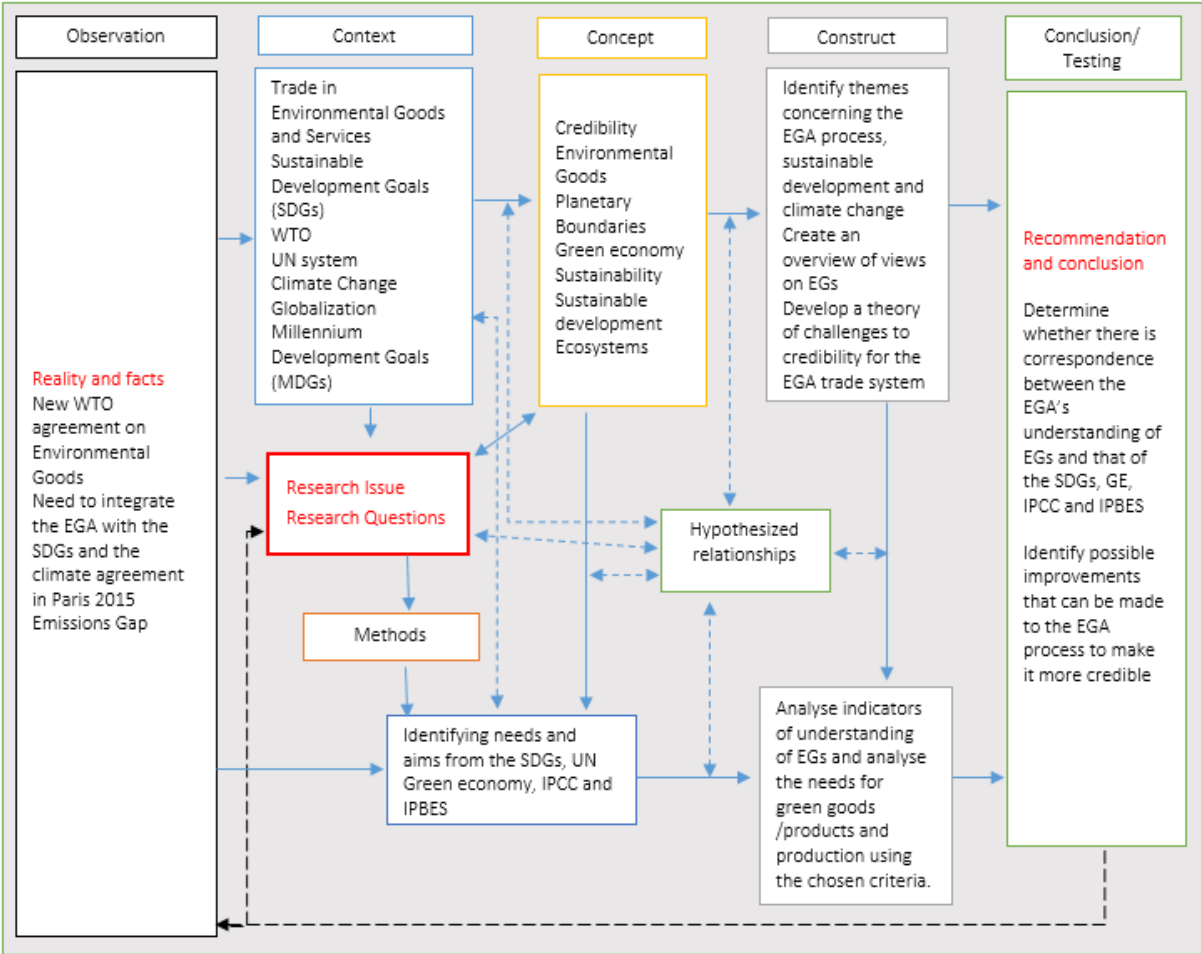 Observation
Context
Concept
Construct
Conclusion/
Testing
Reality and facts
New WTO
agreement on
Environmental
Goods
Need to integrate
the EGA with the
SDGs and the
climate agreement
in Paris 2015
Emissions Gap
Trade in
Environmental Goods
and Services
Sustainable
Development Goals
(SDGs)
WTO
UN system
Climate Change
Globalization
Millennium
Development Goals
(MDGs)
Credibility
Environmental
Goods
Planetary
Boundaries
Green economy
Sustainability
Sustainable
development
Ecosystems
Identify themes
concerning the
EGA process,
sustainable
development and
climate change
Create an
overview of views
on EGs
Develop a theory
of challenges to
credibility for the
EGA trade system
Recommendation
and conclusion
Determine
whether there is
correspondence
between the
EGA's
understanding of
EGs and that of
the SDGs, GE,
IPCC and IPBES
Identify possible
improvements
that can be made
to the EGA
process to make
it more credible
Research Issue
Research Questions
Hypothesized
relationships
Methods
Identifying needs and
aims from the SDGs, UN
Green economy, IPCC and
IPBES
Analyse indicators
of understanding
of EGs and analyse
the needs for
green goods
/products and
production using
the chosen criteria.